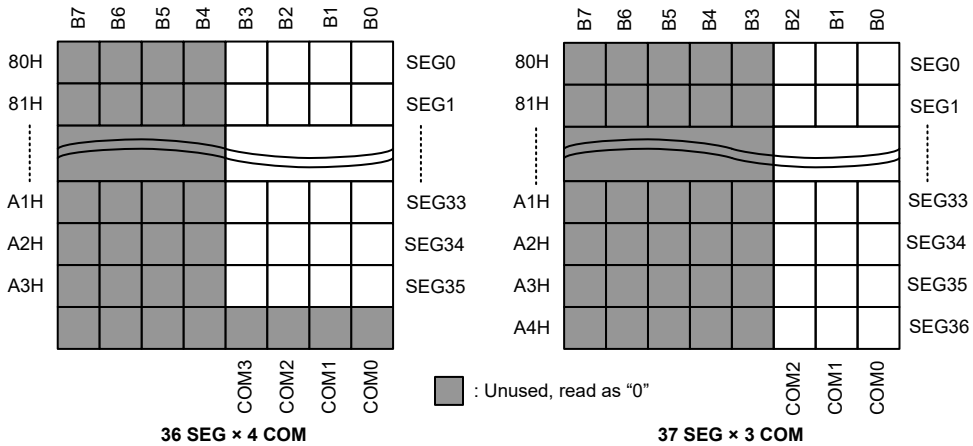 B7 B6 B5 B4 B3 B2 B1 B0
80H SEG0
81H SEG1
A1H SEG33
A2H SEG34
A3H SEG35
COM3 COM2 COM1 COM0
36 SEG × 4 COM
B7 B6 B5 B4 B3 B2 B1 B0
80H SEG0
81H SEG1
A1H SEG33
A2H SEG34
A3H SEG35
A4H SEG36
COM2 COM1 COM0
37 SEG × 3 COM
: Unused, read as “0”